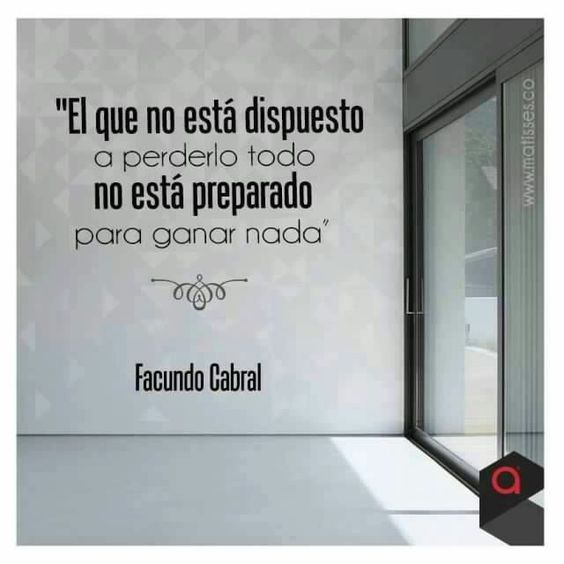 "El que no está dispuesto
a perderlo todo
no está preparado
para ganar nada"
Facundo Cabral
www.matisses.co
a